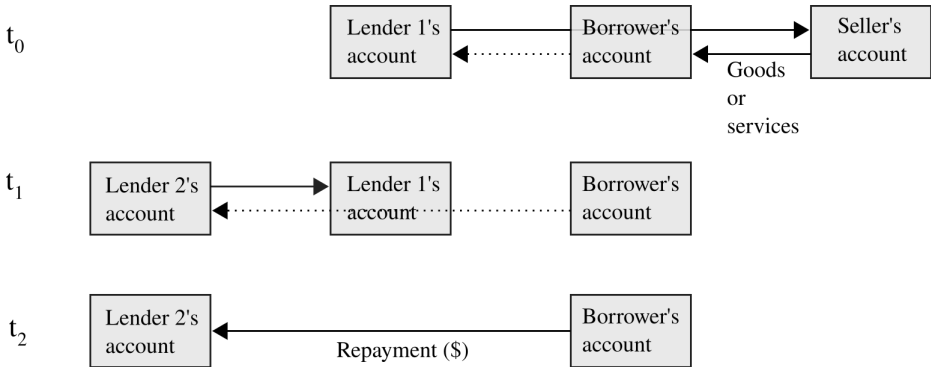 t0
Lender 1's
account
Borrower's
account
Seller's
account
Goods
or
services
t1
Lender 2's
account
Lender 1's
account
Borrower's
account
t2
Lender 2's
account
Repayment ($)
Borrower's
account